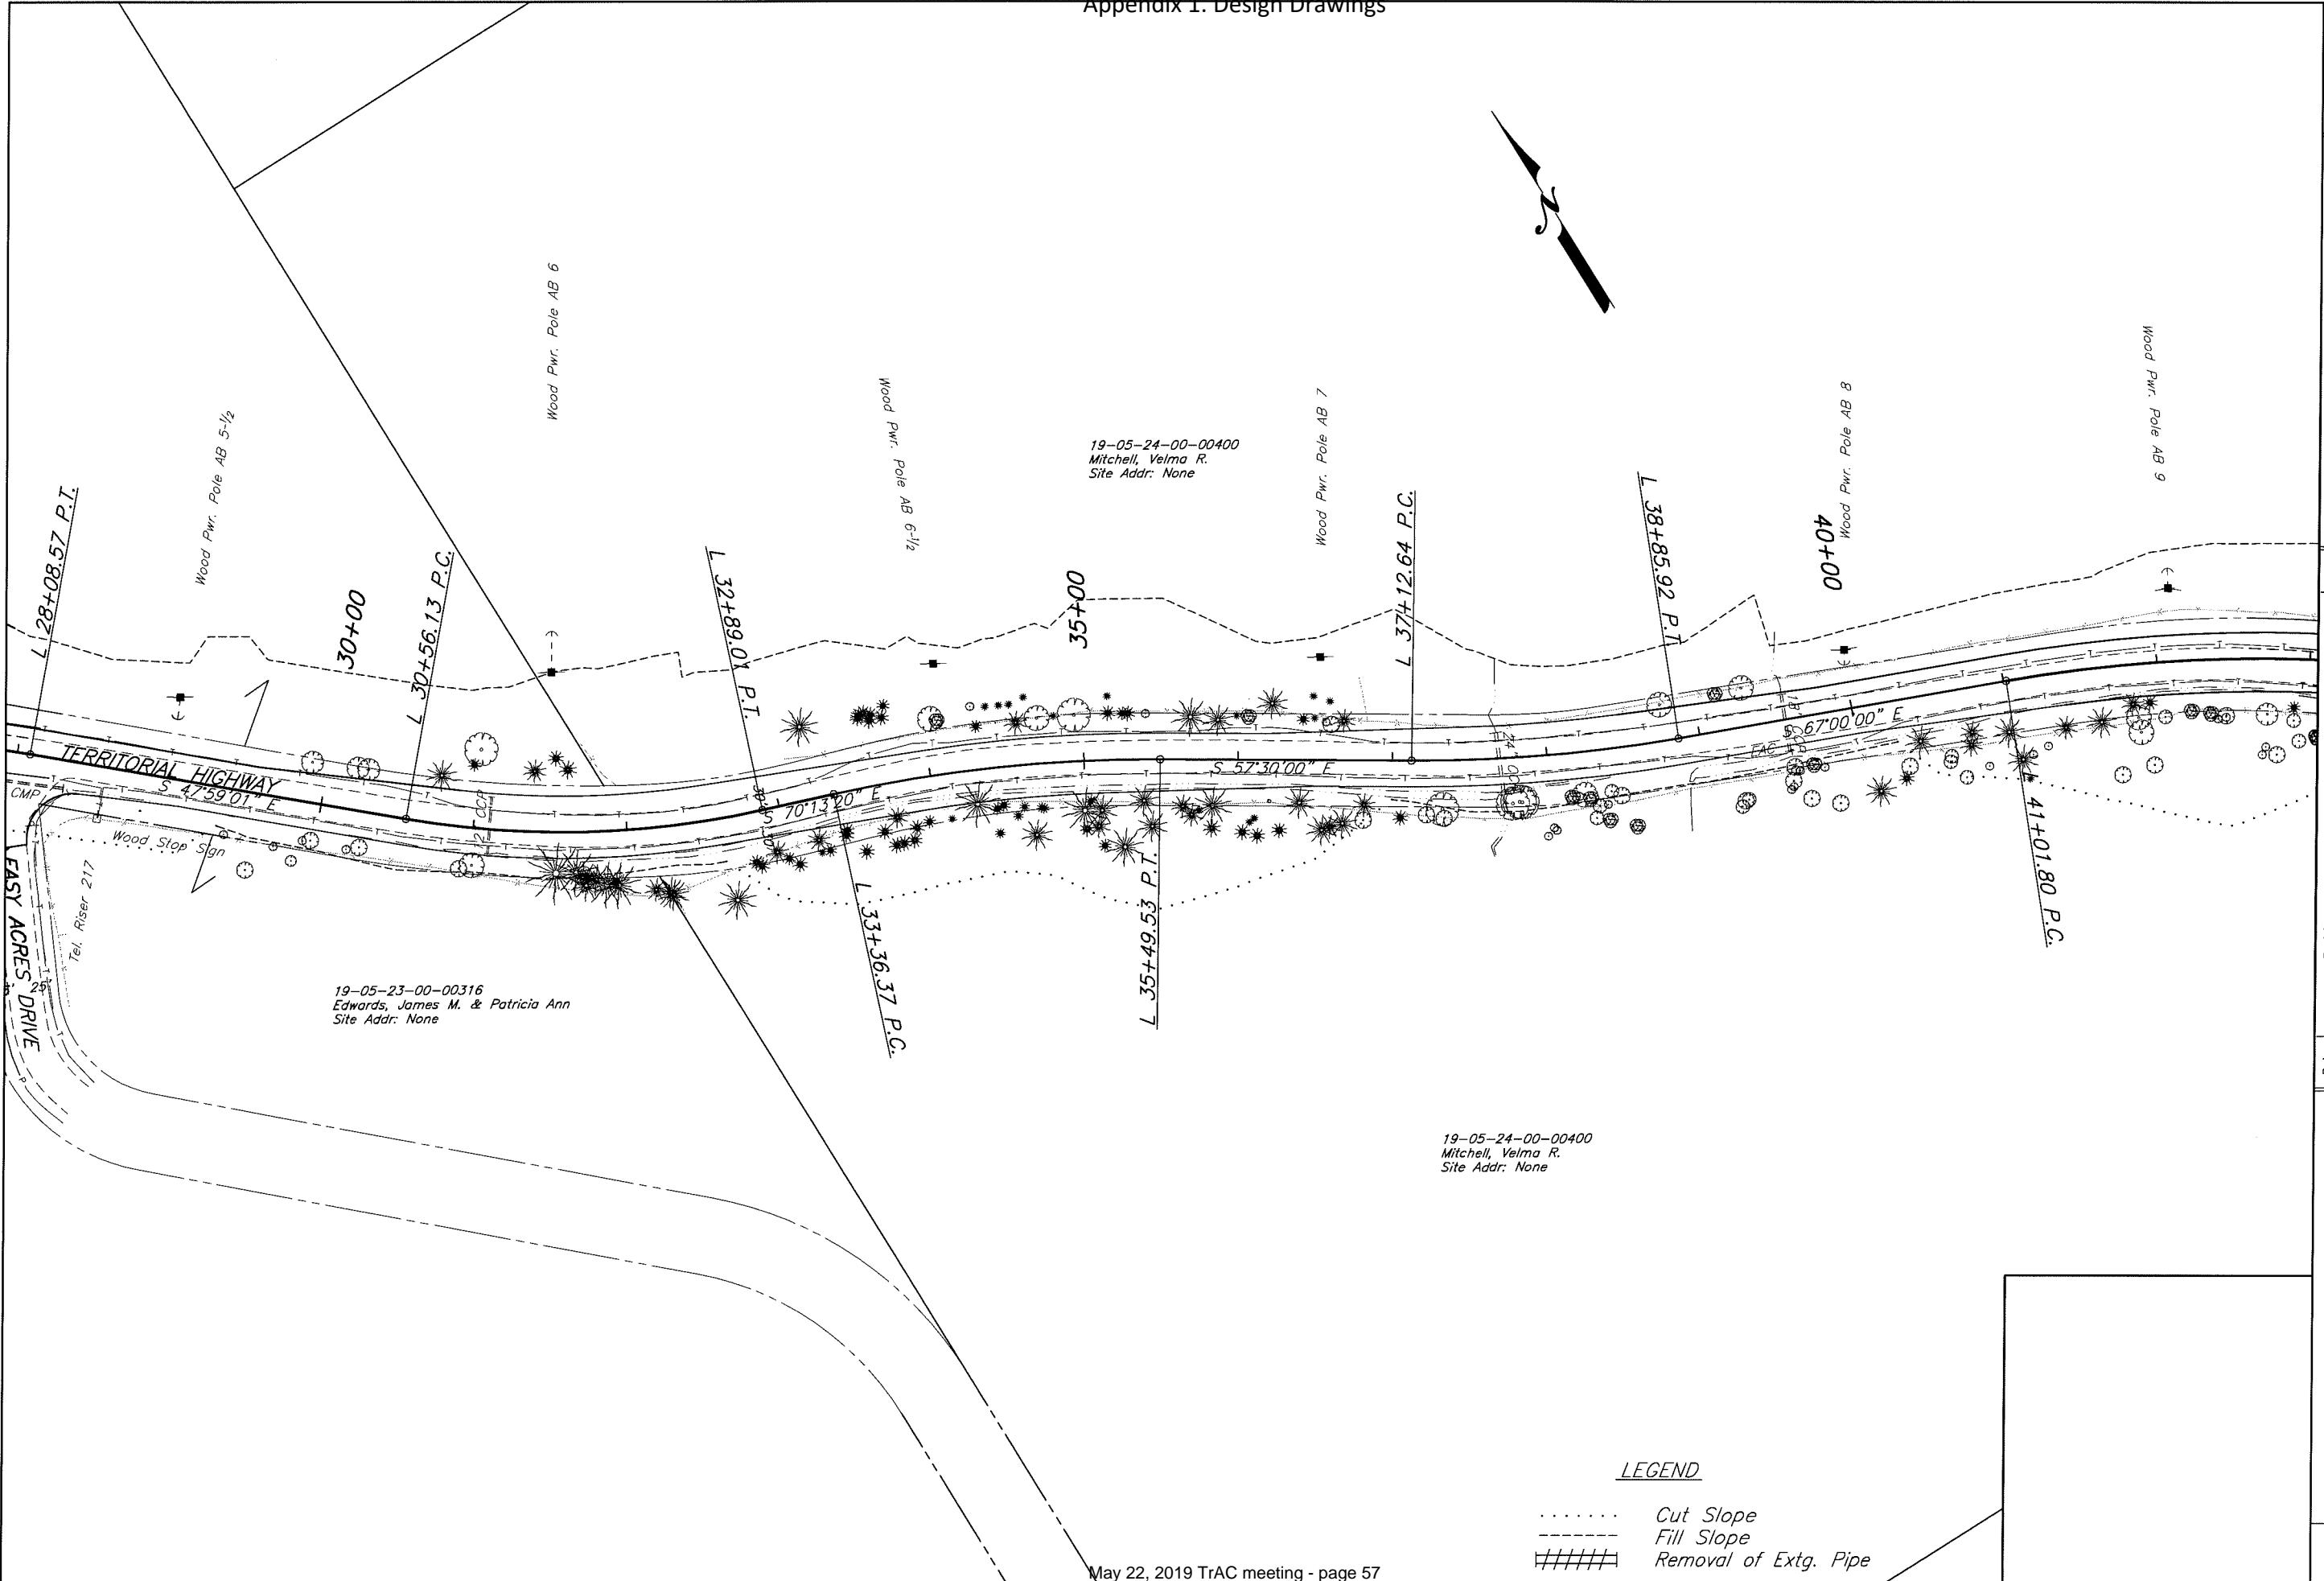 Appendix 1: Design Drawings
N
Wood Pwr. Pole AB 5-1/2
Wood Pwr. Pole AB 6
Wood Pwr. Pole AB 6-1/2
Wood Pwr. Pole AB 7
Wood Pwr. Pole AB 8
Wood Pwr. Pole AB 9
19-05-24-00-00400
Mitchell, Velma R.
Site Addr: None
L 28+08.57 P.T.
30+00
L 30+56.13 P.C.
L 32+89.01 P.T.
35+00
L 37+12.64 P.C.
L 38+85.92 P.T.
40+00
TERRITORIAL HIGHWAY
S 47°59'01" E
S 70°13'20" E
S 57°30'00" E
S 67°00'00" E
CMP
Wood Stop Sign
Tel. Riser 217
EASY ACRES DRIVE
25'
L 33+36.37 P.C.
L 35+49.53 P.T.
L 41+01.80 P.C.
19-05-23-00-00316
Edwards, James M. & Patricia Ann
Site Addr: None
19-05-24-00-00400
Mitchell, Velma R.
Site Addr: None
LEGEND
Cut Slope
Fill Slope
Removal of Extg. Pipe
May 22, 2019 TrAC meeting - page 57